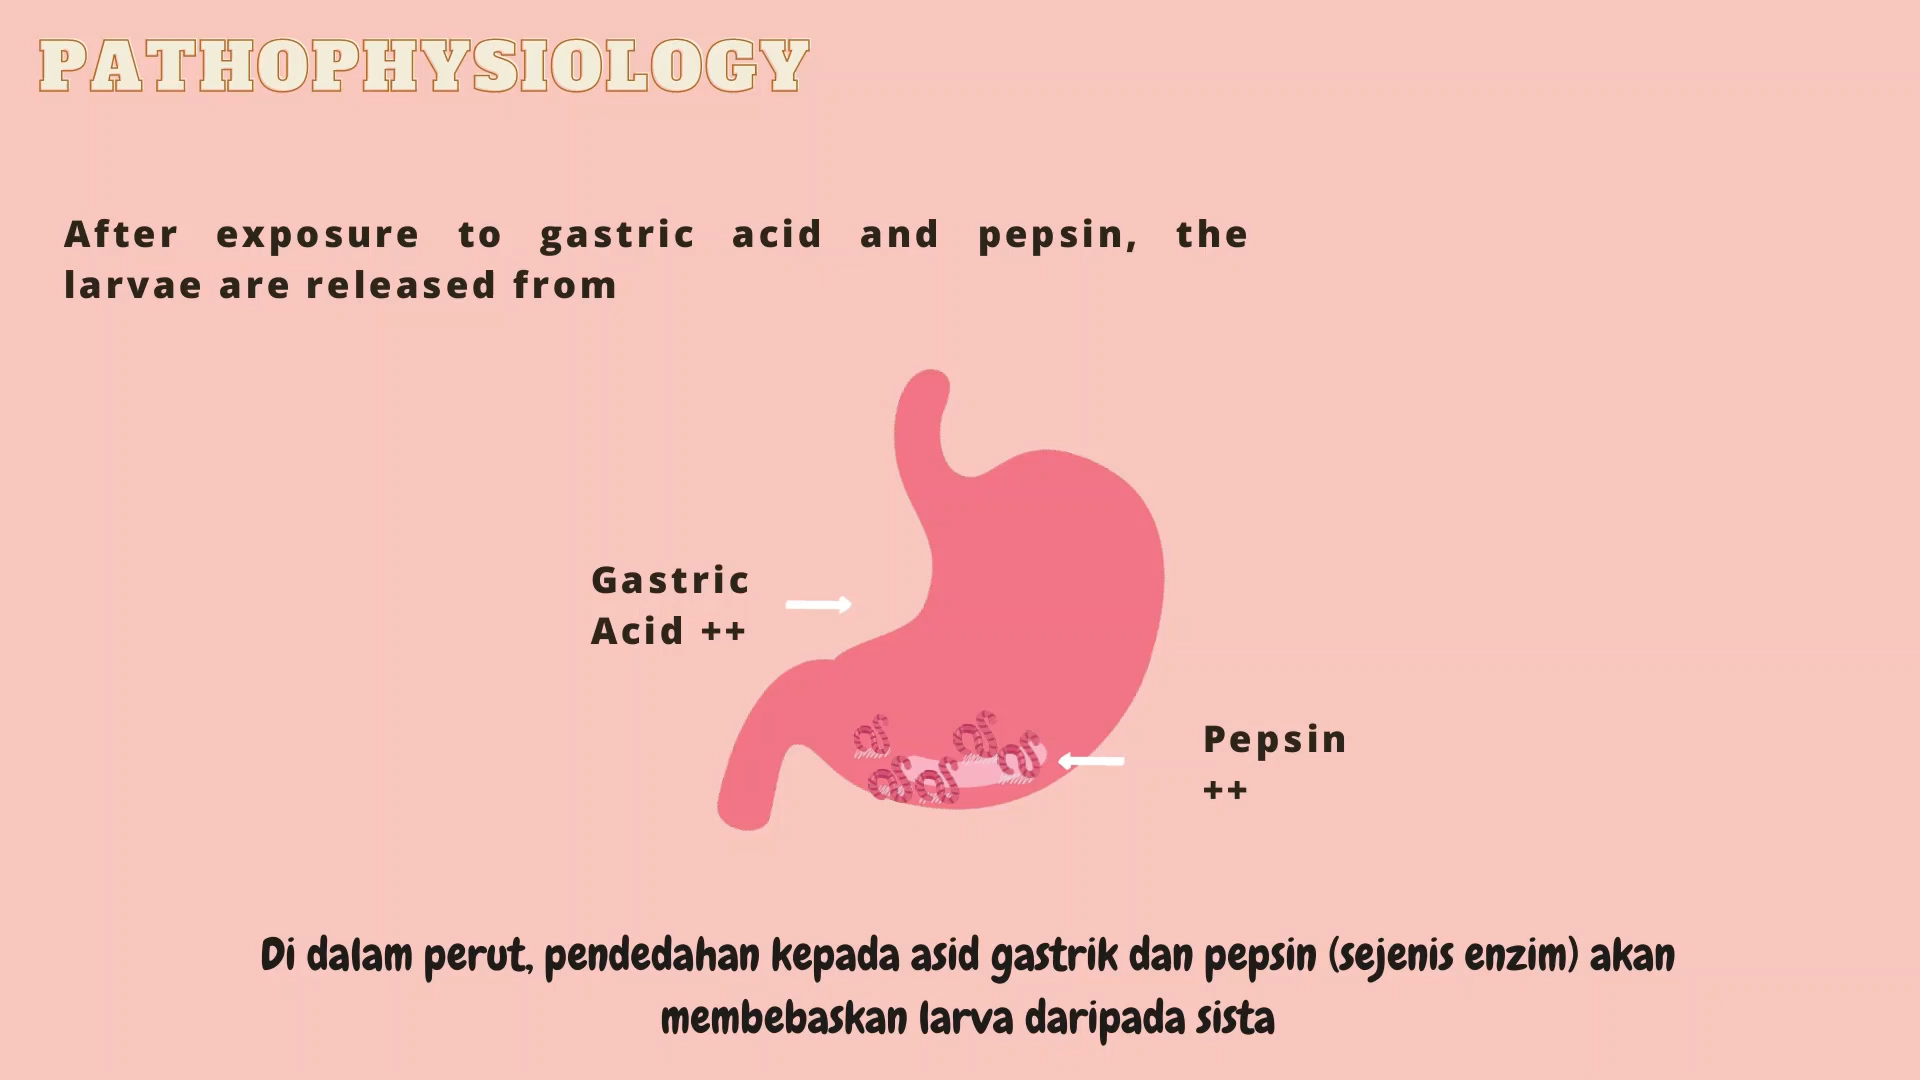 PATHOPHYSIOLOGY
After exposure to gastric acid and pepsin, the
larvae are released from
Gastric
Acid ++
Pepsin
++
Di dalam perut, pendedahan kepada asid gastrik dan pepsin (sejenis enzim) akan
membebaskan larva daripada sista